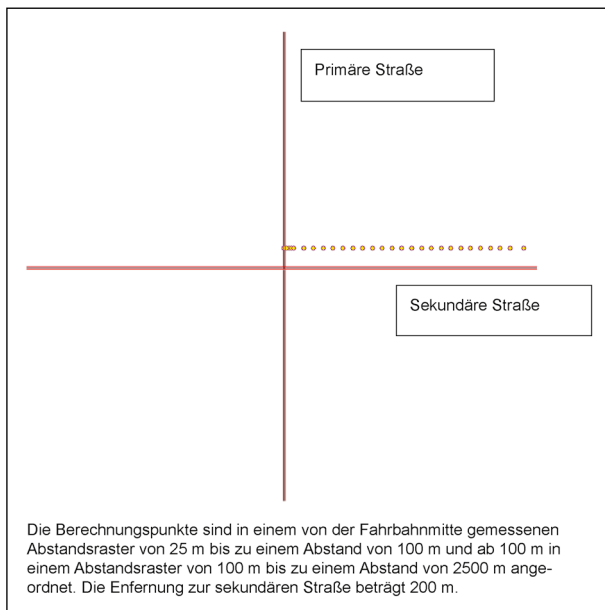 Primäre Straße
Sekundäre Straße
Die Berechnungspunkte sind in einem von der Fahrbahnmitte gemessenen
Abstandsraster von 25 m bis zu einem Abstand von 100 m und ab 100 m in
einem Abstandsraster von 100 m bis zu einem Abstand von 2500 m ange-
ordnet. Die Enfernung zur sekundären Straße beträgt 200 m.